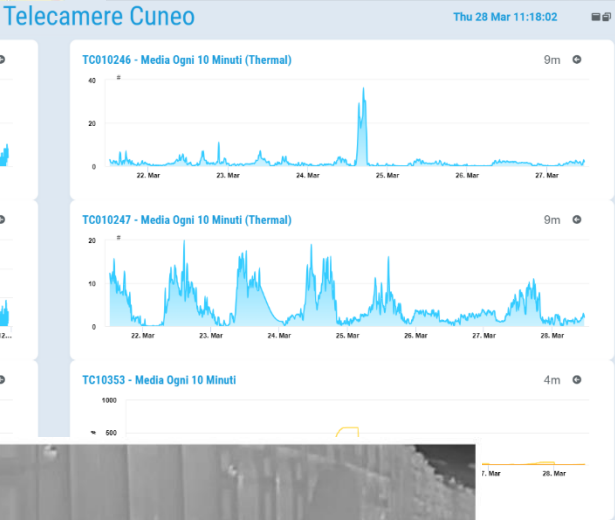 Telecamere Cuneo
Thu 28 Mar 11:18:02
TC010246 - Media Ogni 10 Minuti (Thermal)
9m
#
40
20
0
22. Mar 23. Mar 24. Mar 25. Mar 26. Mar 27. Mar
TC010247 - Media Ogni 10 Minuti (Thermal)
9m
#
20
10
0
12...
22. Mar 23. Mar 24. Mar 25. Mar 26. Mar 27. Mar 28. Mar
TC10353 - Media Ogni 10 Minuti
4m
1000
# 500
7. Mar 28. Mar